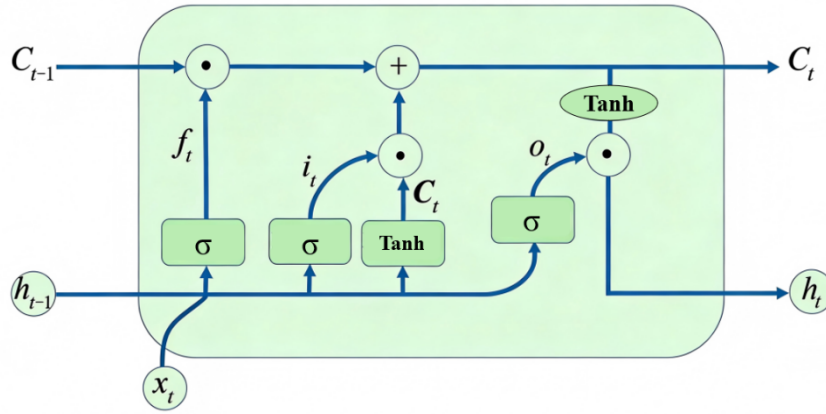 C_{t-1}
•
+
C_t
Tanh
f_t
i_t
•
o_t
•
C_t
σ
σ
Tanh
σ
h_{t-1}
h_t
x_t